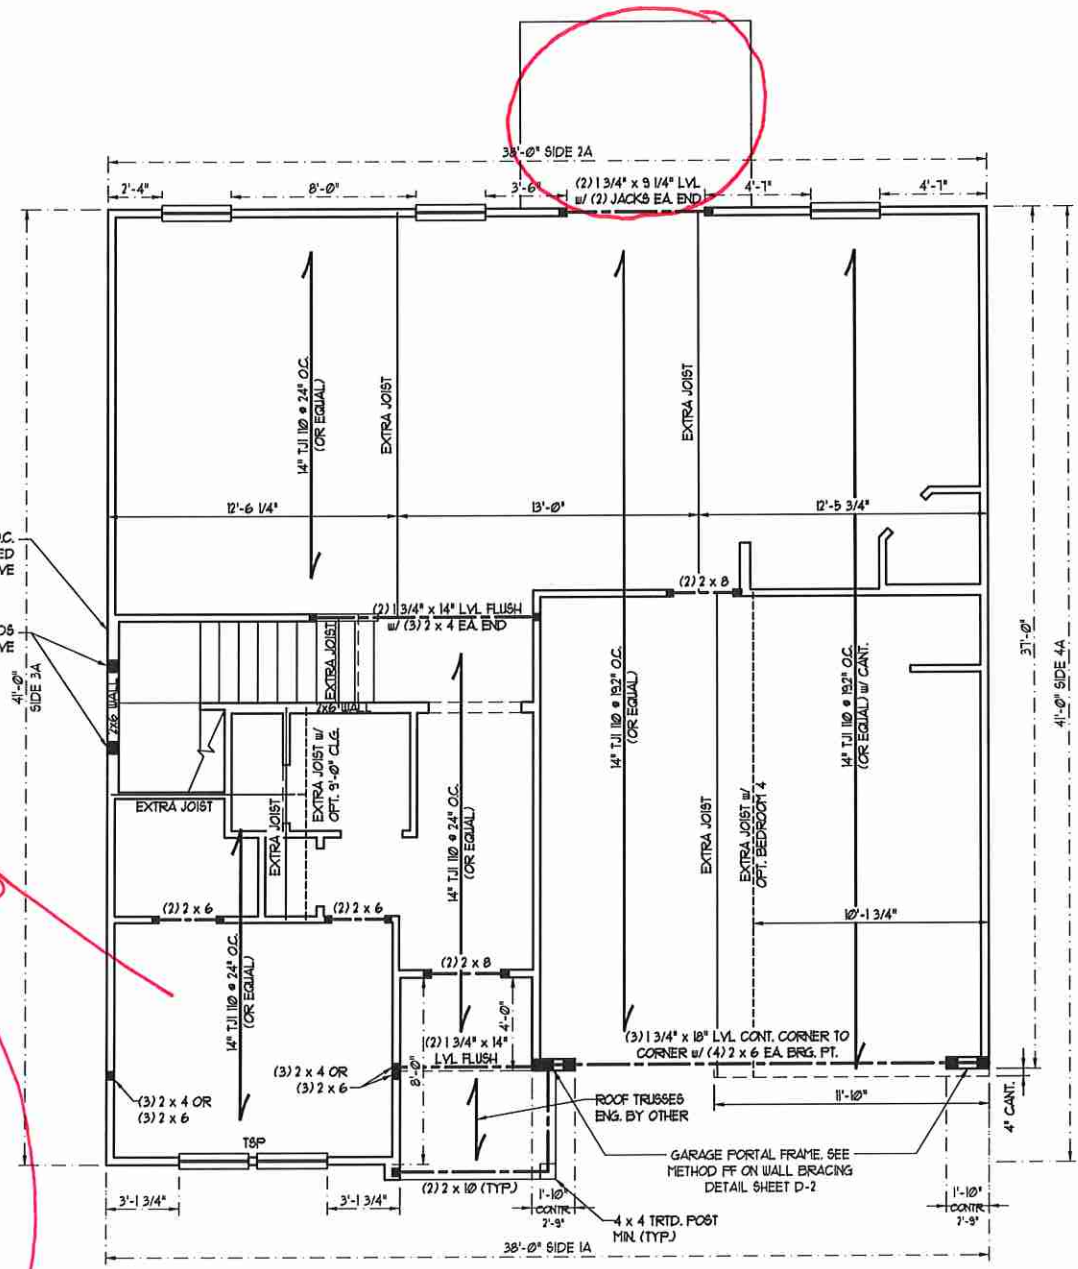 38'-0" SIDE 2A
2'-4"
8'-0"
3'-6"
(2) 1 3/4" x 9 1/4" LVL
w/ (2) JACKS EA. END
4'-7"
4'-7"
14" TJI 110 @ 24" O.C.
(OR EQUAL)
EXTRA JOIST
EXTRA JOIST
12'-6 1/4"
13'-0"
12'-5 3/4"
O.C.
VE
VE
41'-0"
SIDE 3A
2x6 WALL
(2) 1 3/4" x 14" LVL FLUSH
w/ (3) 2 x 4 EA. END
(2) 2 x 8
EXTRA JOIST
2x6 WALL
14" TJI 110 @ 19.2" O.C.
(OR EQUAL)
14" TJI 110 @ 19.2" O.C.
(OR EQUAL) w/ CANT.
37'-0"
41'-0" SIDE 4A
EXTRA JOIST w/
OPT. 9'-0" CLG.
EXTRA JOIST
EXTRA JOIST
14" TJI 110 @ 24" O.C.
(OR EQUAL)
EXTRA JOIST
EXTRA JOIST w/
OPT. BEDROOM 4
10'-1 3/4"
(2) 2 x 6
(2) 2 x 6
14" TJI 110 @ 24" O.C.
(OR EQUAL)
(2) 2 x 8
4'-0"
8'-0"
(2) 1 3/4" x 14"
LVL FLUSH
(3) 1 3/4" x 18" LVL CONT. CORNER TO
CORNER w/ (4) 2 x 6 EA. BRG. PT.
(3) 2 x 4 OR
(3) 2 x 6
(3) 2 x 4 OR
(3) 2 x 6
ROOF TRUSSES
ENG. BY OTHER
11'-10"
4" CANT.
TSP
GARAGE PORTAL FRAME. SEE
METHOD PF ON WALL BRACING
DETAIL SHEET D-2
3'-1 3/4"
3'-1 3/4"
(2) 2 x 10 (TYP.)
1'-10"
CONTR.
2'-9"
4 x 4 TRTD. POST
MIN. (TYP.)
1'-10"
CONTR.
2'-9"
38'-0" SIDE 1A